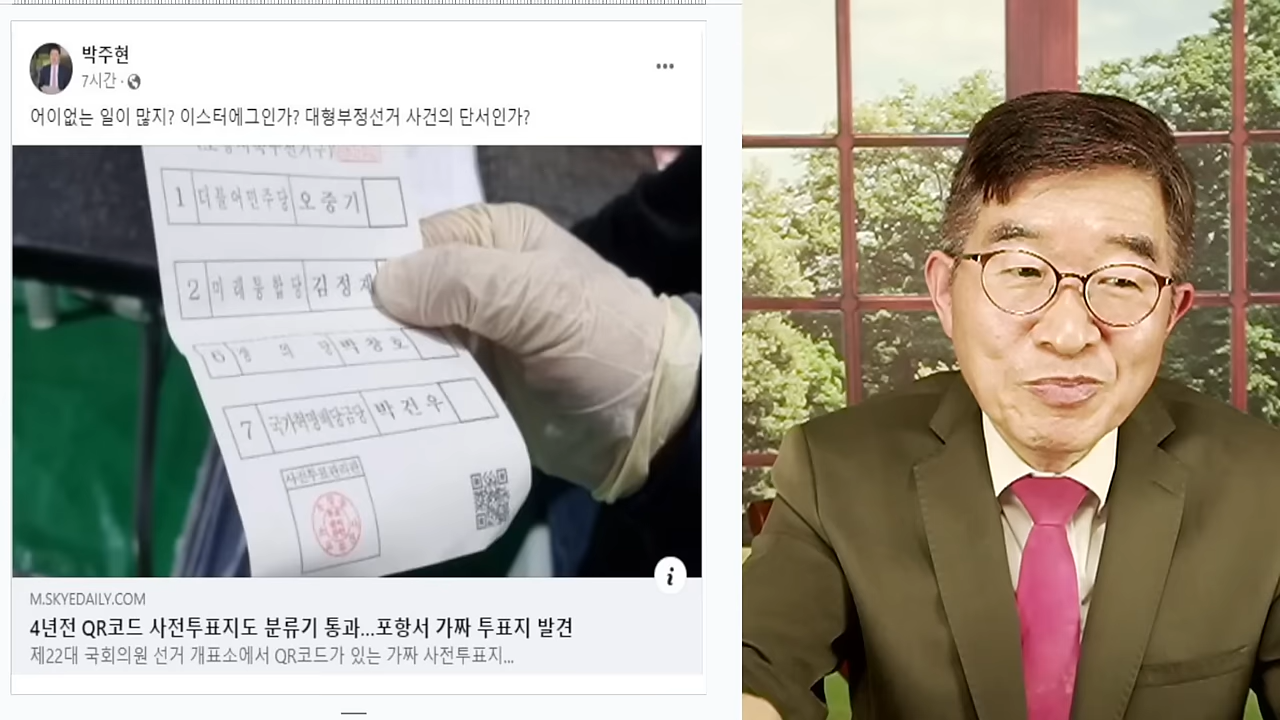 박주현
7시간 ·
어이없는 일이 많지? 이스터에그인가? 대형부정선거 사건의 단서인가?
1 더불어민주당 오중기
2 미래통합당 김정재
6 박창호
7 국가혁명배당금당 박건우
사전투표관리관
M.SKYEDAILY.COM
4년전 QR코드 사전투표지도 분류기 통과...포항서 가짜 투표지 발견
제22대 국회의원 선거 개표소에서 QR코드가 있는 가짜 사전투표지...